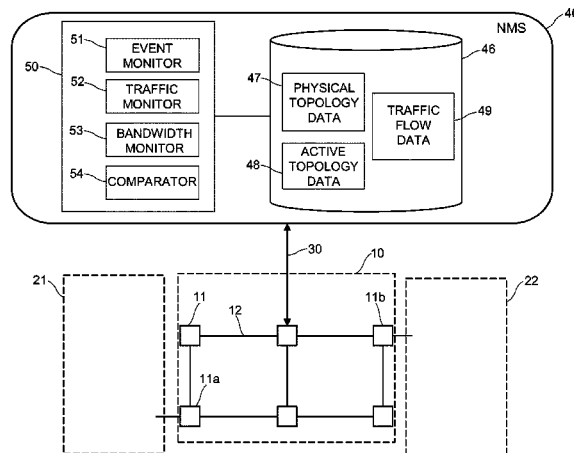 40
NMS
50
51
EVENT
MONITOR
52
TRAFFIC
MONITOR
53
BANDWIDTH
MONITOR
54
COMPARATOR
46
47
PHYSICAL
TOPOLOGY
DATA
48
ACTIVE
TOPOLOGY
DATA
TRAFFIC
FLOW
DATA
49
30
21
10
22
11
12
11b
11a